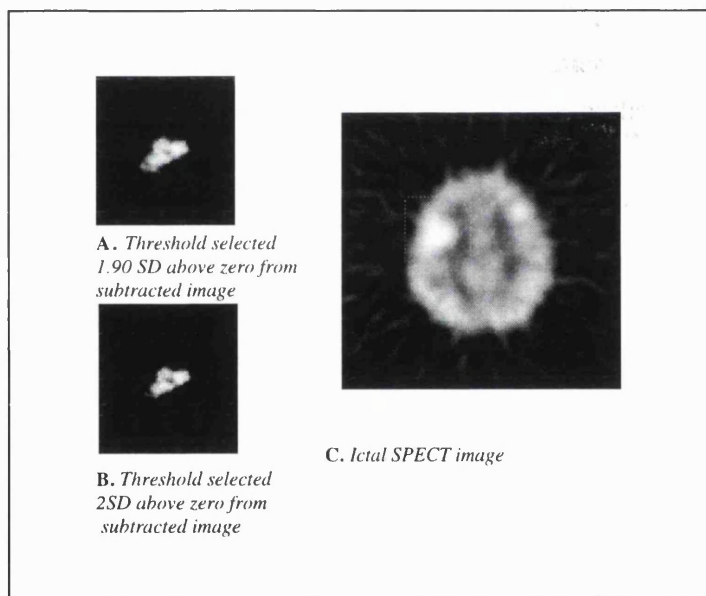 A. Threshold selected
1.90 SD above zero from
subtracted image
B. Threshold selected
2SD above zero from
subtracted image
C. Ictal SPECT image